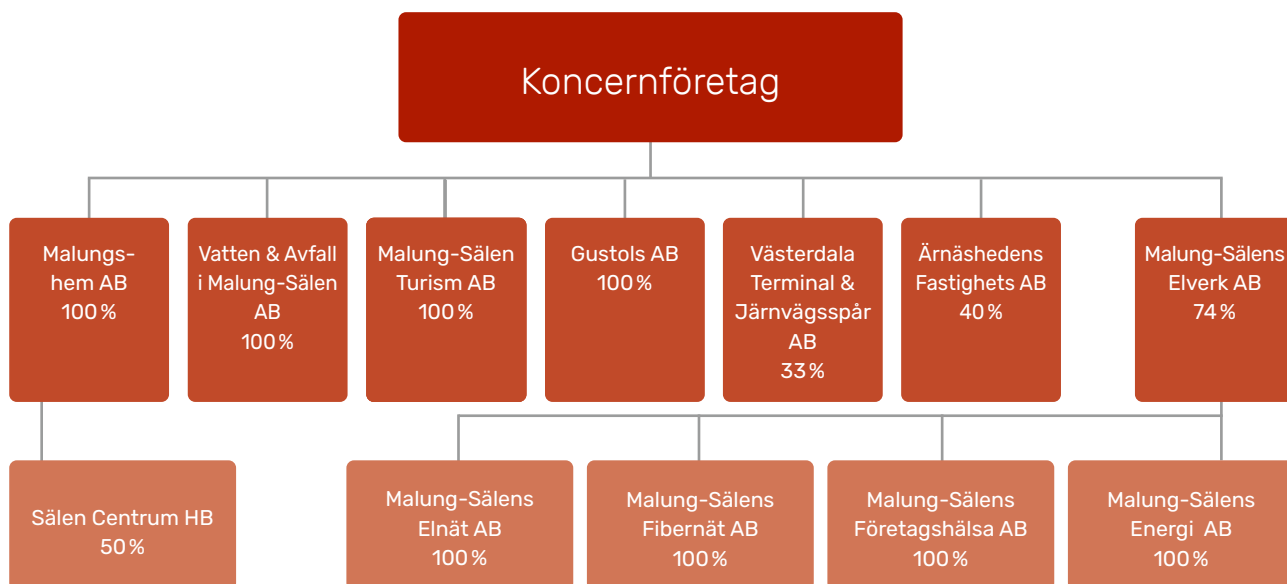 Koncernföretag
Malungs-
hem AB
100 %
Vatten & Avfall
i Malung-Sälen
AB
100 %
Malung-Sälen
Turism AB
100 %
Gustols AB
100 %
Västerdala
Terminal &
Järnvägsspår
AB
33 %
Ärnäshedens
Fastighets AB
40 %
Malung-Sälens
Elverk AB
74 %
Sälen Centrum HB
50 %
Malung-Sälens
Elnät AB
100 %
Malung-Sälens
Fibernät AB
100 %
Malung-Sälens
Företagshälsa AB
100 %
Malung-Sälens
Energi  AB
100 %